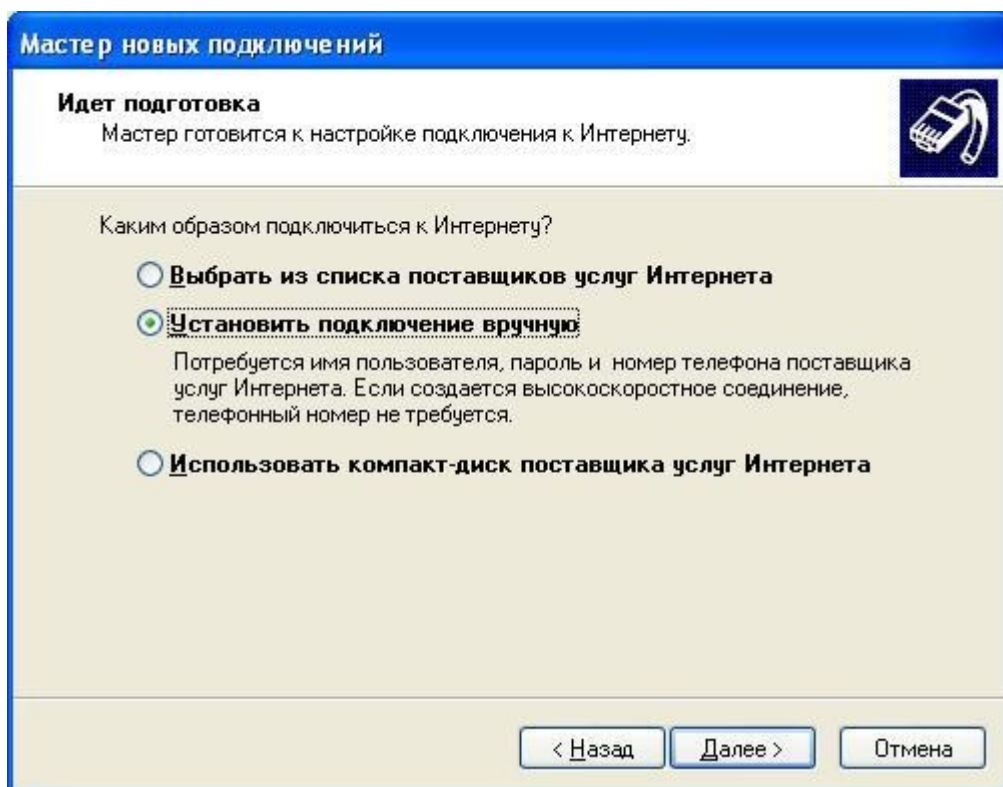 Мастер новых подключений
Идет подготовка
Мастер готовится к настройке подключения к Интернету.
Каким образом подключиться к Интернету?
Выбрать из списка поставщиков услуг Интернета
Установить подключение вручную
Потребуется имя пользователя, пароль и номер телефона поставщика
услуг Интернета. Если создается высокоскоростное соединение,
телефонный номер не требуется.
Использовать компакт-диск поставщика услуг Интернета
< Назад
Далее >
Отмена